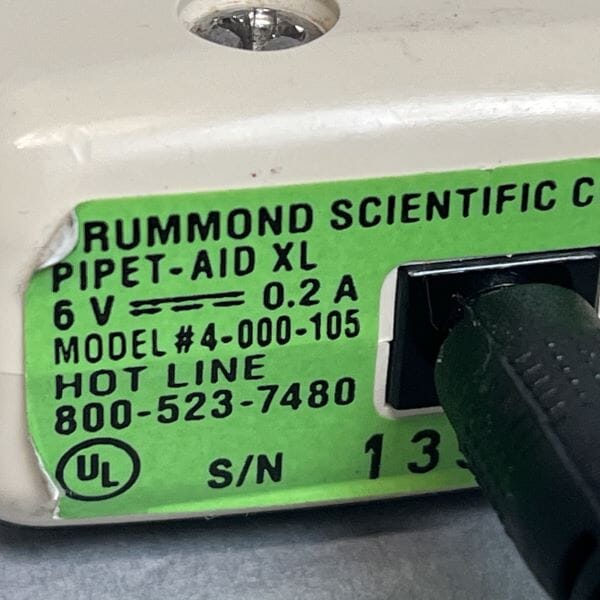 RUMMOND SCIENTIFIC C
PIPET-AID XL
6 V 0.2 A
MODEL #4-000-105
HOT LINE
800-523-7480
UL S/N 13